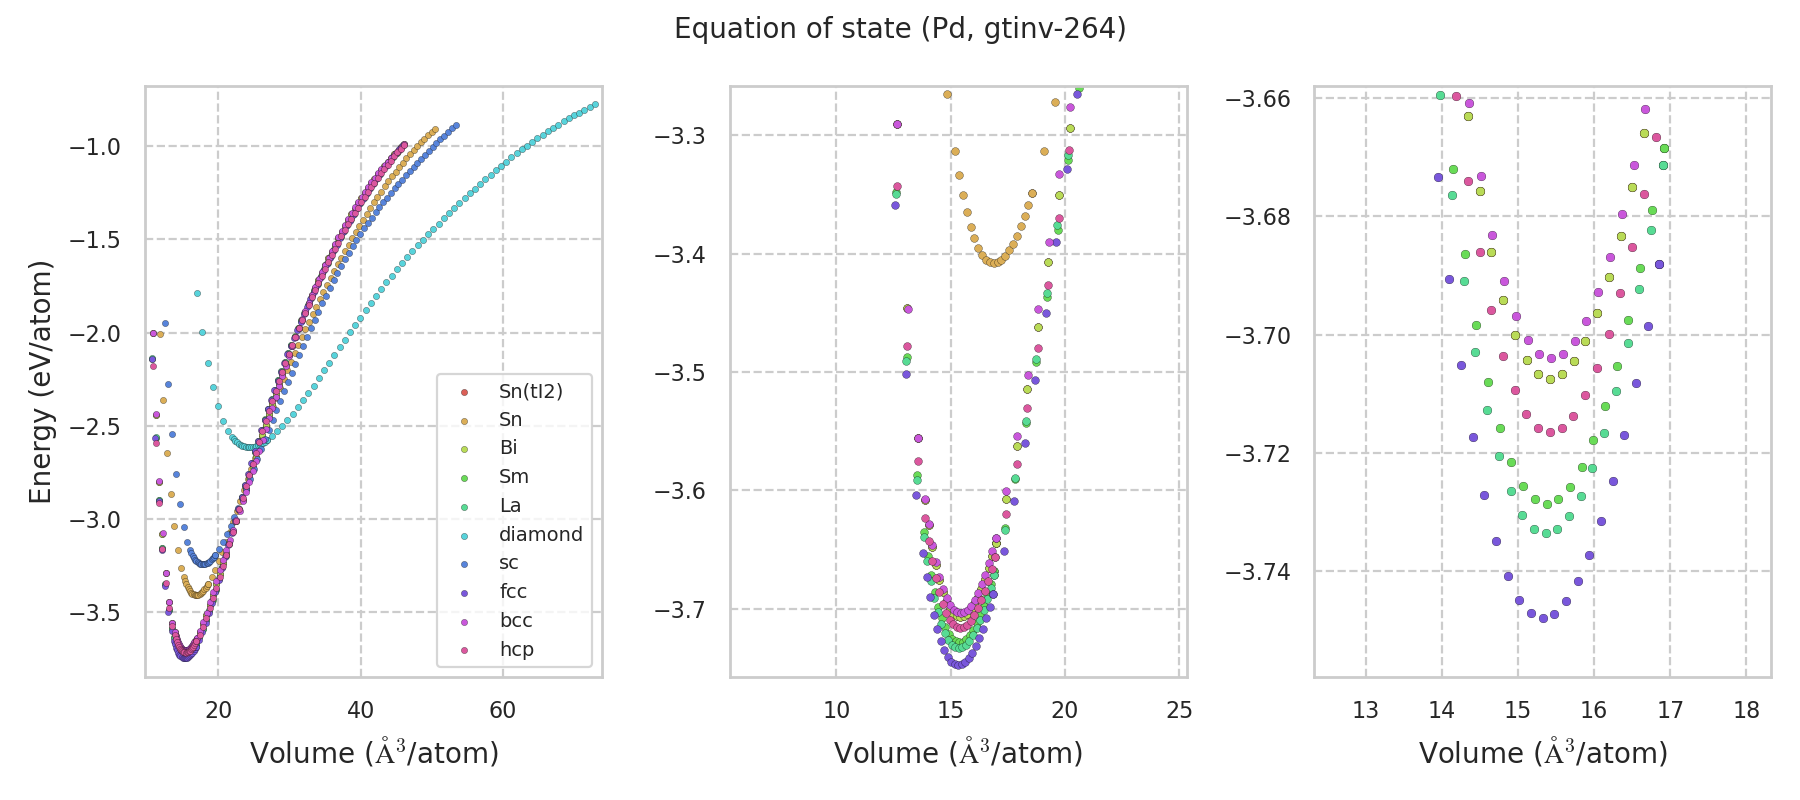 Equation of state (Pd, gtinv-264)
Energy (eV/atom)
−1.0
−1.5
−2.0
−2.5
−3.0
−3.5
20
40
60
Volume (Å³/atom)
Sn(tI2)
Sn
Bi
Sm
La
diamond
sc
fcc
bcc
hcp
−3.3
−3.4
−3.5
−3.6
−3.7
10
15
20
25
Volume (Å³/atom)
−3.66
−3.68
−3.70
−3.72
−3.74
13
14
15
16
17
18
Volume (Å³/atom)